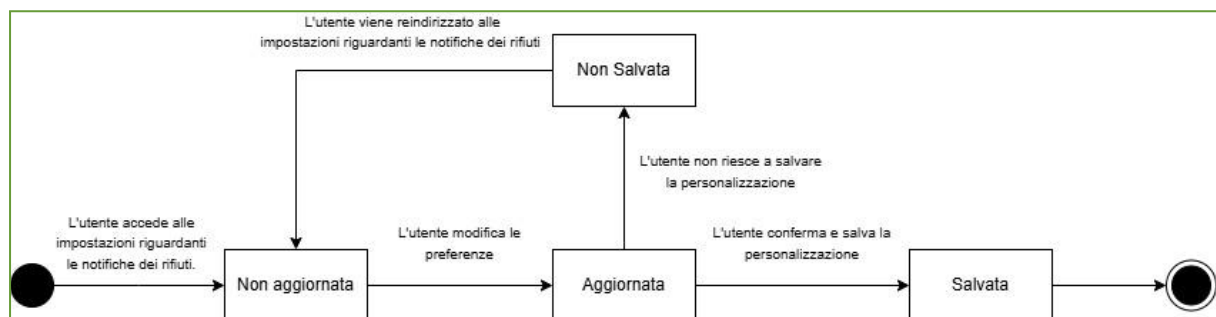 L'utente viene reindirizzato alle
impostazioni riguardanti le notifiche dei rifiuti
Non Salvata
L'utente non riesce a salvare
la personalizzazione
L'utente accede alle
impostazioni riguardanti
le notifiche dei rifiuti.
L'utente modifica le
preferenze
L'utente conferma e salva la
personalizzazione
Non aggiornata
Aggiornata
Salvata